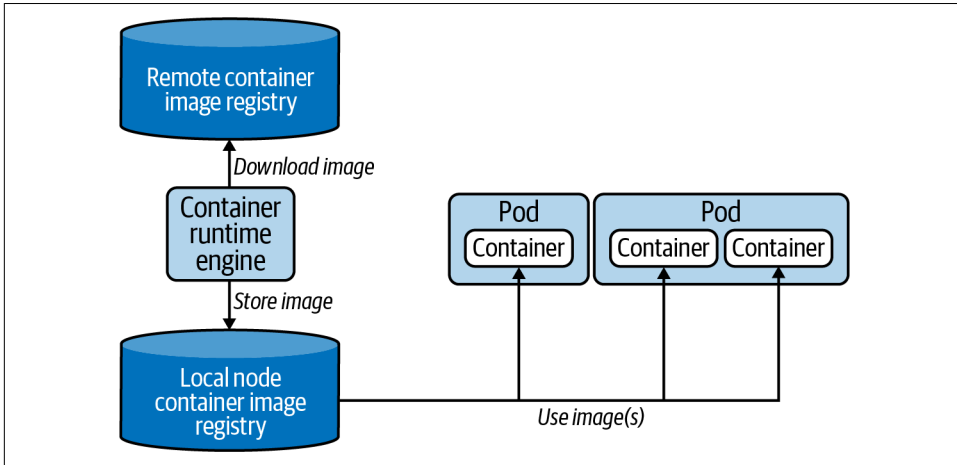 Remote container
image registry
Download image
Container
runtime
engine
Store image
Local node
container image
registry
Pod
Container
Pod
Container
Container
Use image(s)